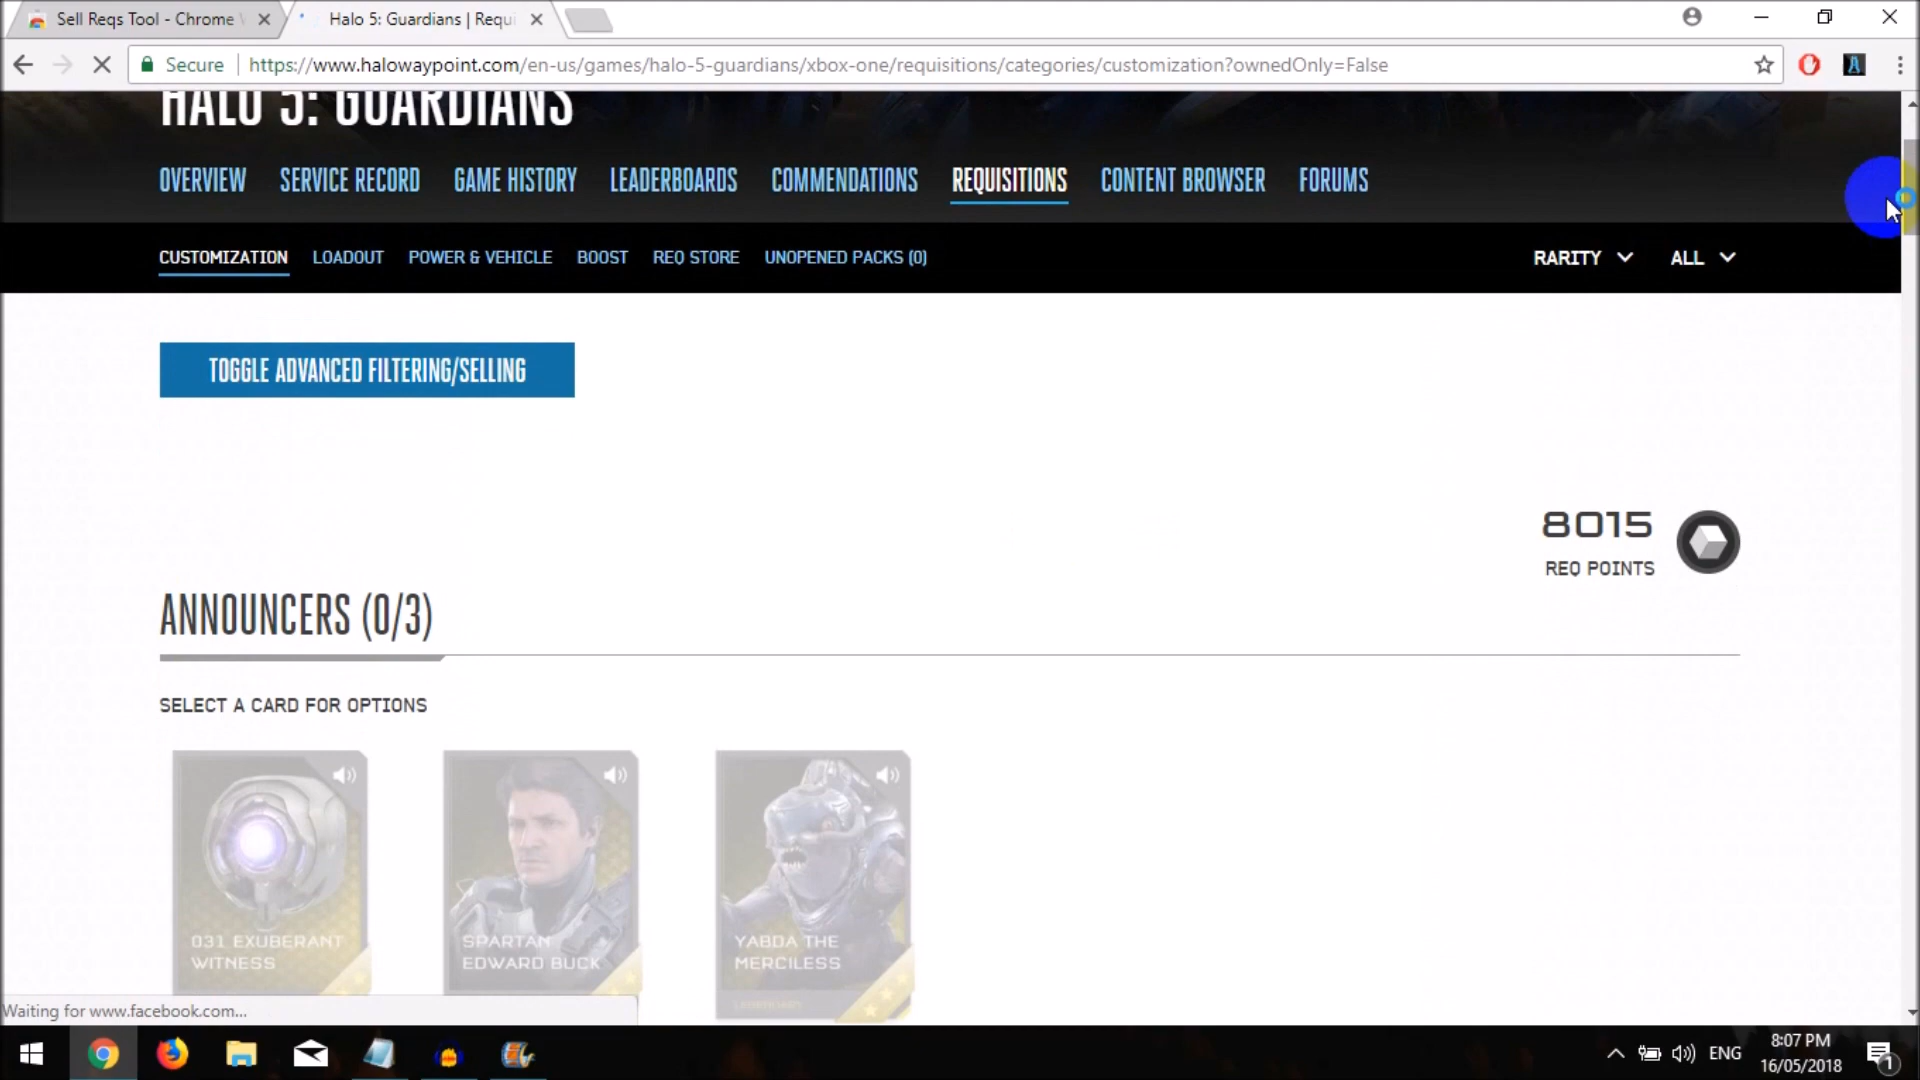 Sell Reqs Tool - Chrome
Halo 5: Guardians | Requi
Secure
https://www.halowaypoint.com/en-us/games/halo-5-guardians/xbox-one/requisitions/categories/customization?ownedOnly=False
HALO 5: GUARDIANS
OVERVIEW SERVICE RECORD GAME HISTORY LEADERBOARDS COMMENDATIONS REQUISITIONS CONTENT BROWSER FORUMS
CUSTOMIZATION LOADOUT POWER & VEHICLE BOOST REQ STORE UNOPENED PACKS (0) RARITY ALL
TOGGLE ADVANCED FILTERING/SELLING
8015
REQ POINTS
ANNOUNCERS (0/3)
SELECT A CARD FOR OPTIONS
031 EXUBERANT
WITNESS
SPARTAN
EDWARD BUCK
YABDA THE
MERCILESS
Waiting for www.facebook.com...
ENG
8:07 PM
16/05/2018
1